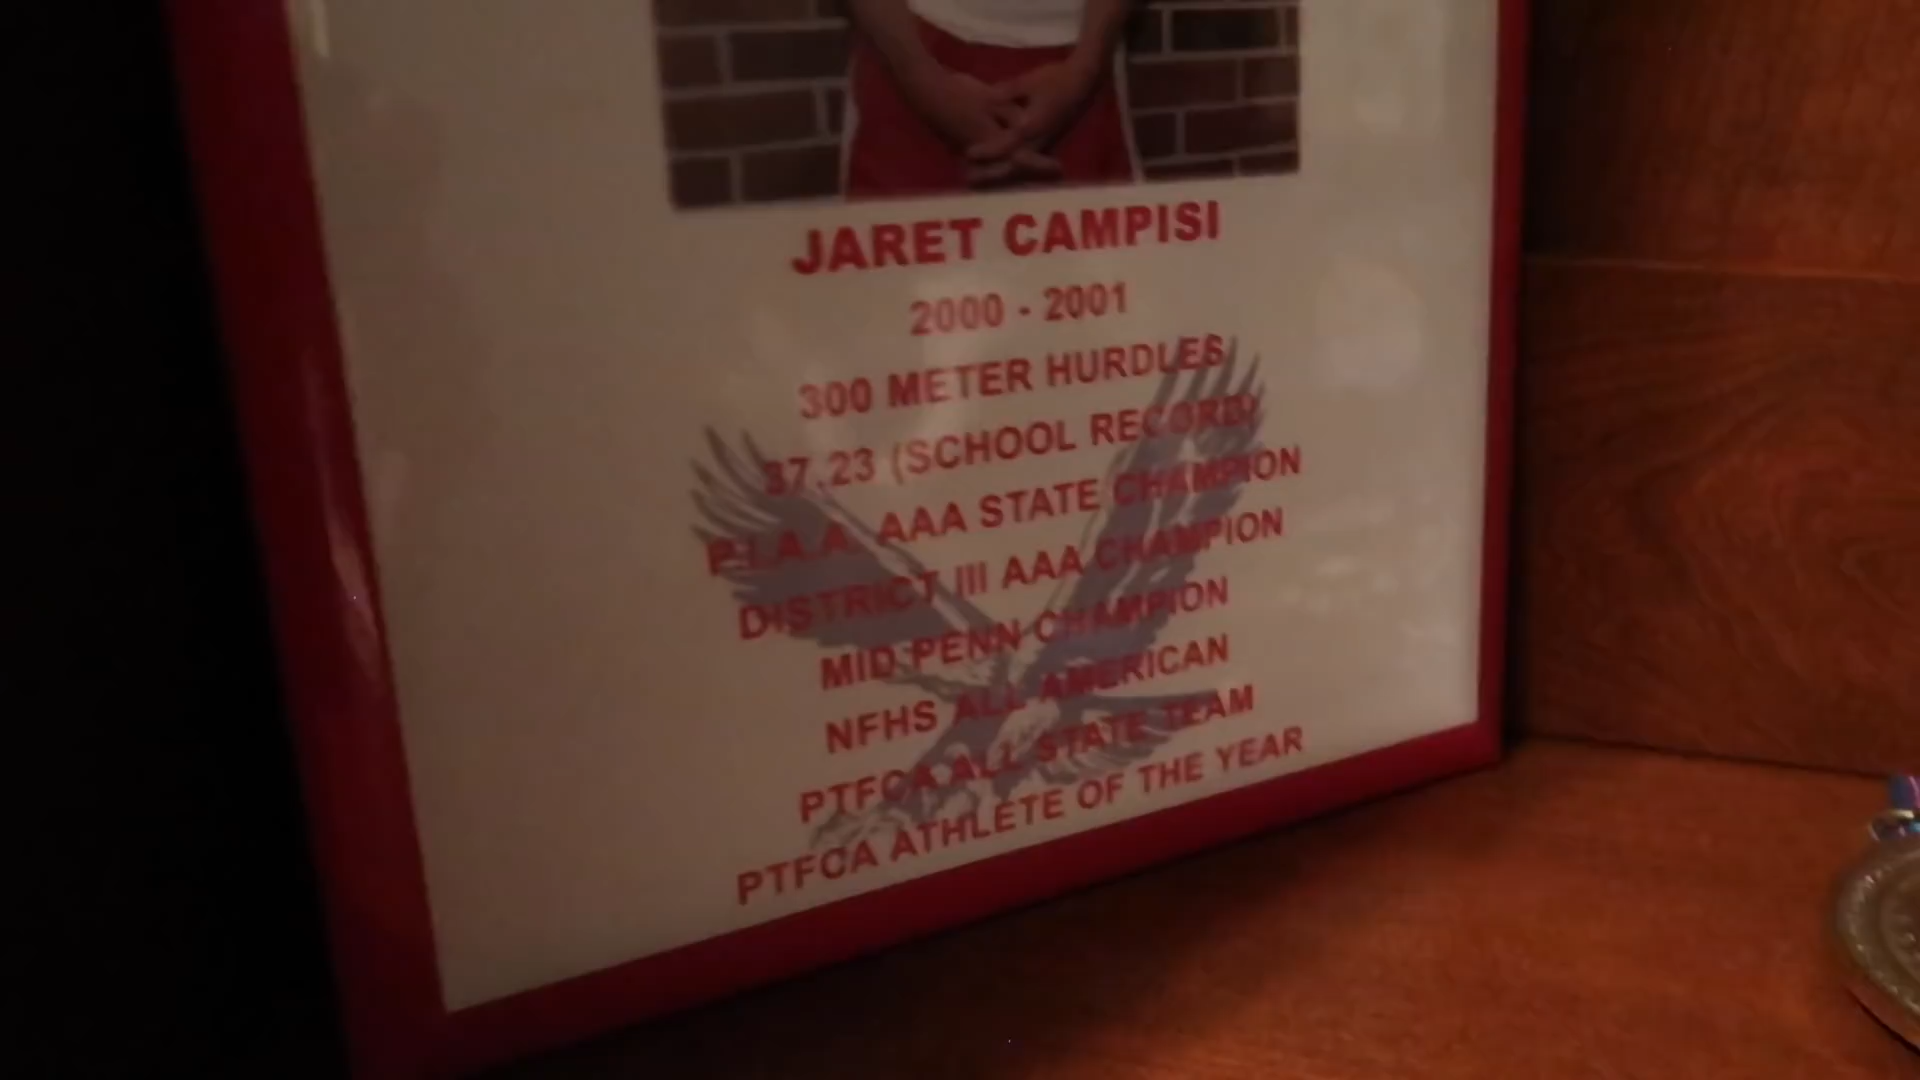 JARET CAMPISI
2000 - 2001
300 METER HURDLES
37.23 (SCHOOL RECORD)
P.I.A.A. AAA STATE CHAMPION
DISTRICT III AAA CHAMPION
MID PENN CHAMPION
NFHS ALL AMERICAN
PTFCA ALL STATE TEAM
PTFCA ATHLETE OF THE YEAR